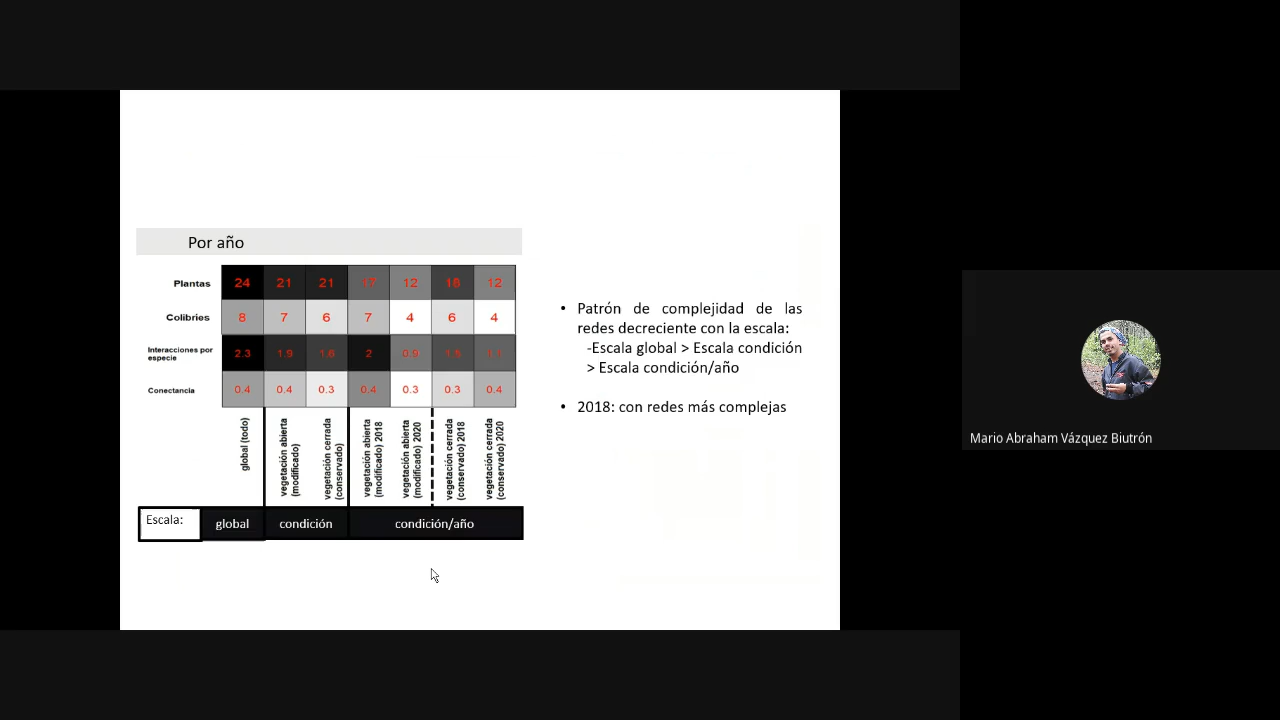 Por año
Plantas 24 21 21 17 12 18 12
Colibries 8 7 6 7 4 6 4
Interacciones por
especie
2.3 1.9 1.6 2 0.9 1.5
Conectancia 0.4 0.4 0.3 0.4 0.3 0.3 0.4
global (todo)
vegetación abierta
(modificado)
vegetación cerrada
(conservado)
vegetación abierta
(modificado) 2018
vegetación abierta
(modificado) 2020
vegetación cerrada
(conservado) 2018
vegetación cerrada
(conservado) 2020
Escala: global condición condición/año
• Patrón de complejidad de las
redes decreciente con la escala:
-Escala global > Escala condición
> Escala condición/año
• 2018: con redes más complejas
Mario Abraham Vázquez Biutrón